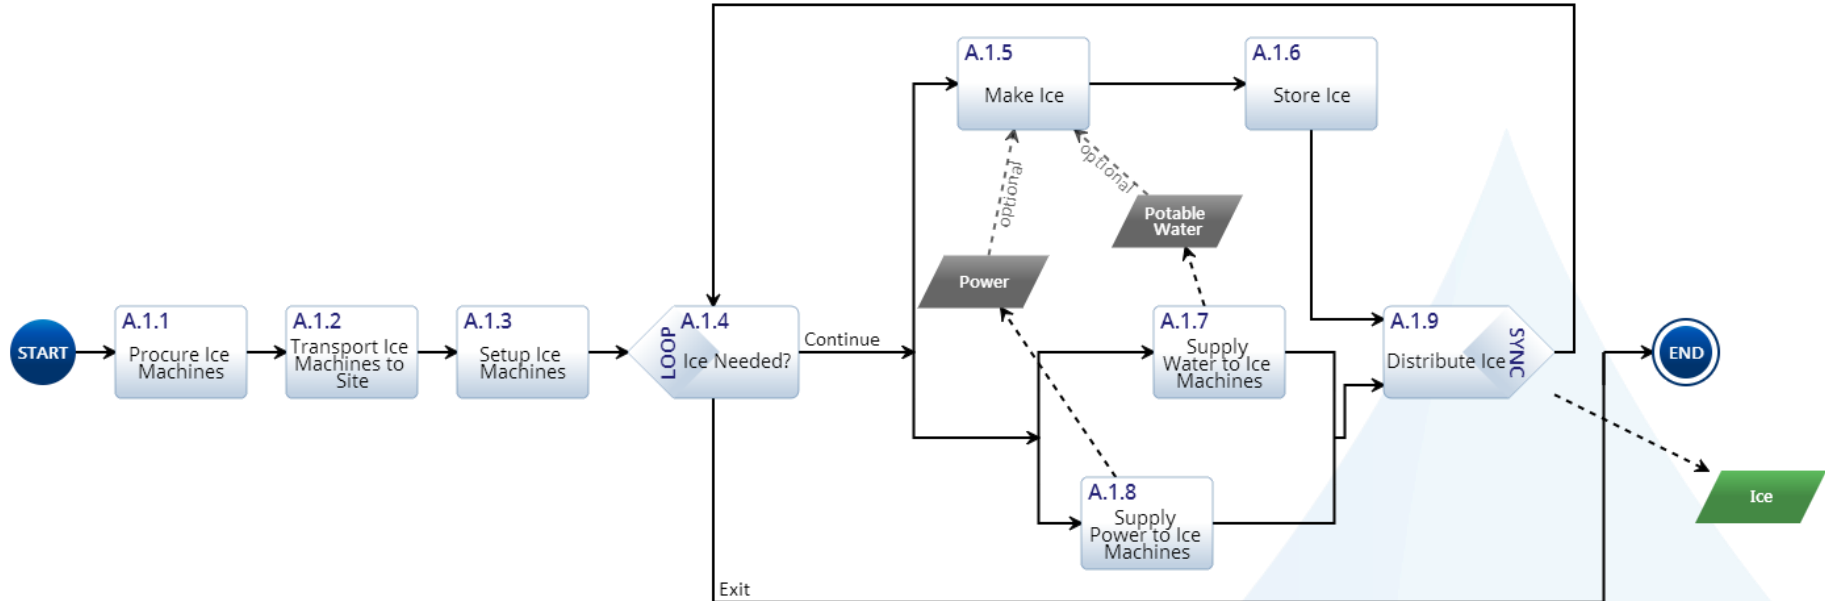 START
A.1.1
Procure Ice
Machines
A.1.2
Transport Ice
Machines to
Site
A.1.3
Setup Ice
Machines
LOOP
A.1.4
Ice Needed?
Continue
Exit
A.1.5
Make Ice
A.1.6
Store Ice
optional
optional
Potable
Water
Power
A.1.7
Supply
Water to Ice
Machines
A.1.8
Supply
Power to Ice
Machines
A.1.9
Distribute Ice
SYNC
END
Ice